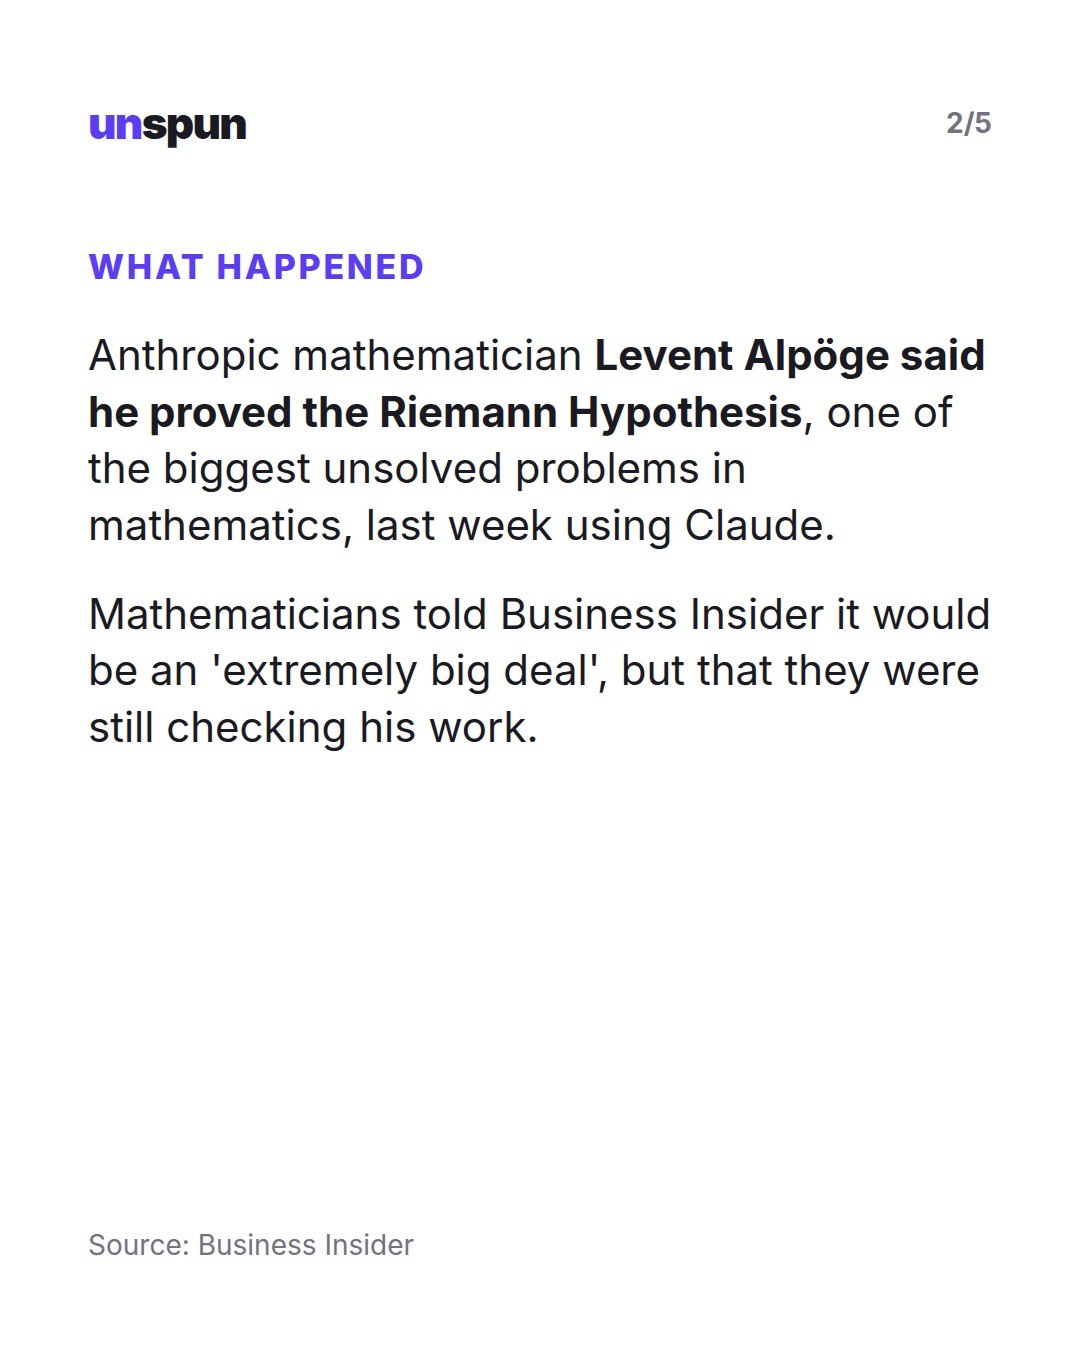 unspun
2/5
WHAT HAPPENED
Anthropic mathematician Levent Alpöge said
he proved the Riemann Hypothesis, one of
the biggest unsolved problems in
mathematics, last week using Claude.
Mathematicians told Business Insider it would
be an 'extremely big deal', but that they were
still checking his work.
Source: Business Insider